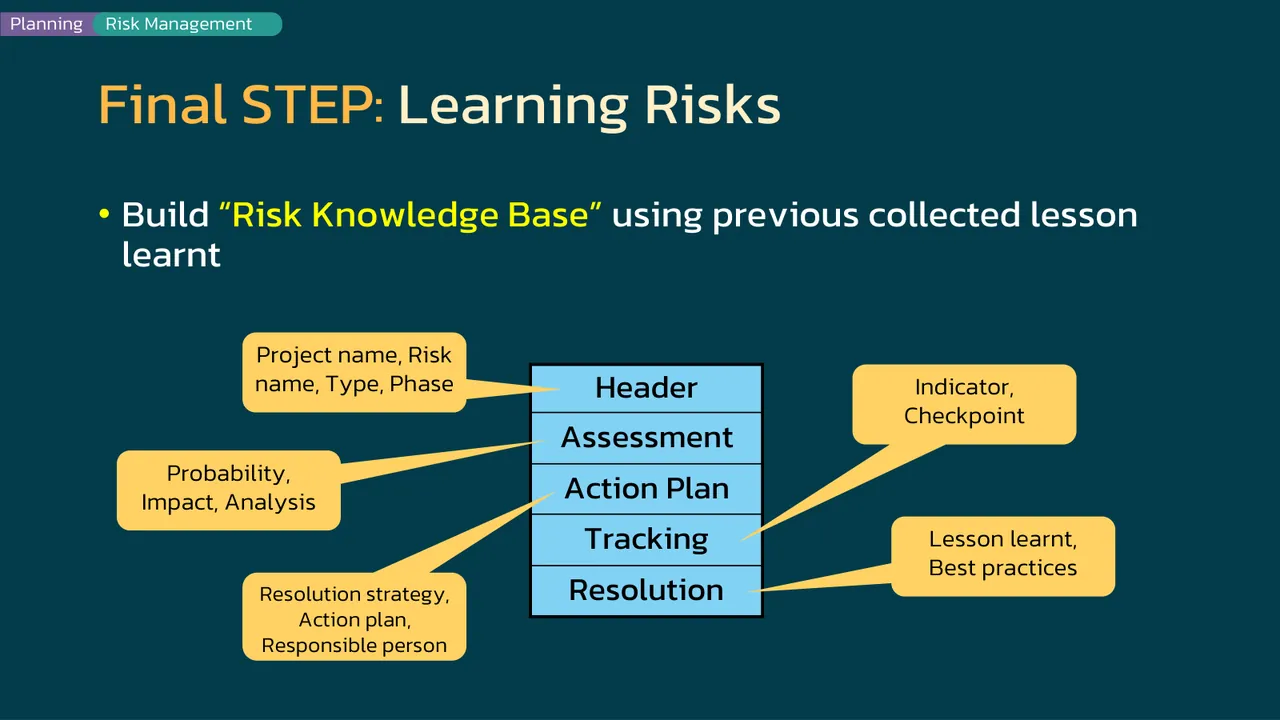 Planning Risk Management
Final STEP: Learning Risks
• Build “Risk Knowledge Base” using previous collected lesson
learnt
Project name, Risk
name, Type, Phase
Probability,
Impact, Analysis
Resolution strategy,
Action plan,
Responsible person
Header
Assessment
Action Plan
Tracking
Resolution
Indicator,
Checkpoint
Lesson learnt,
Best practices